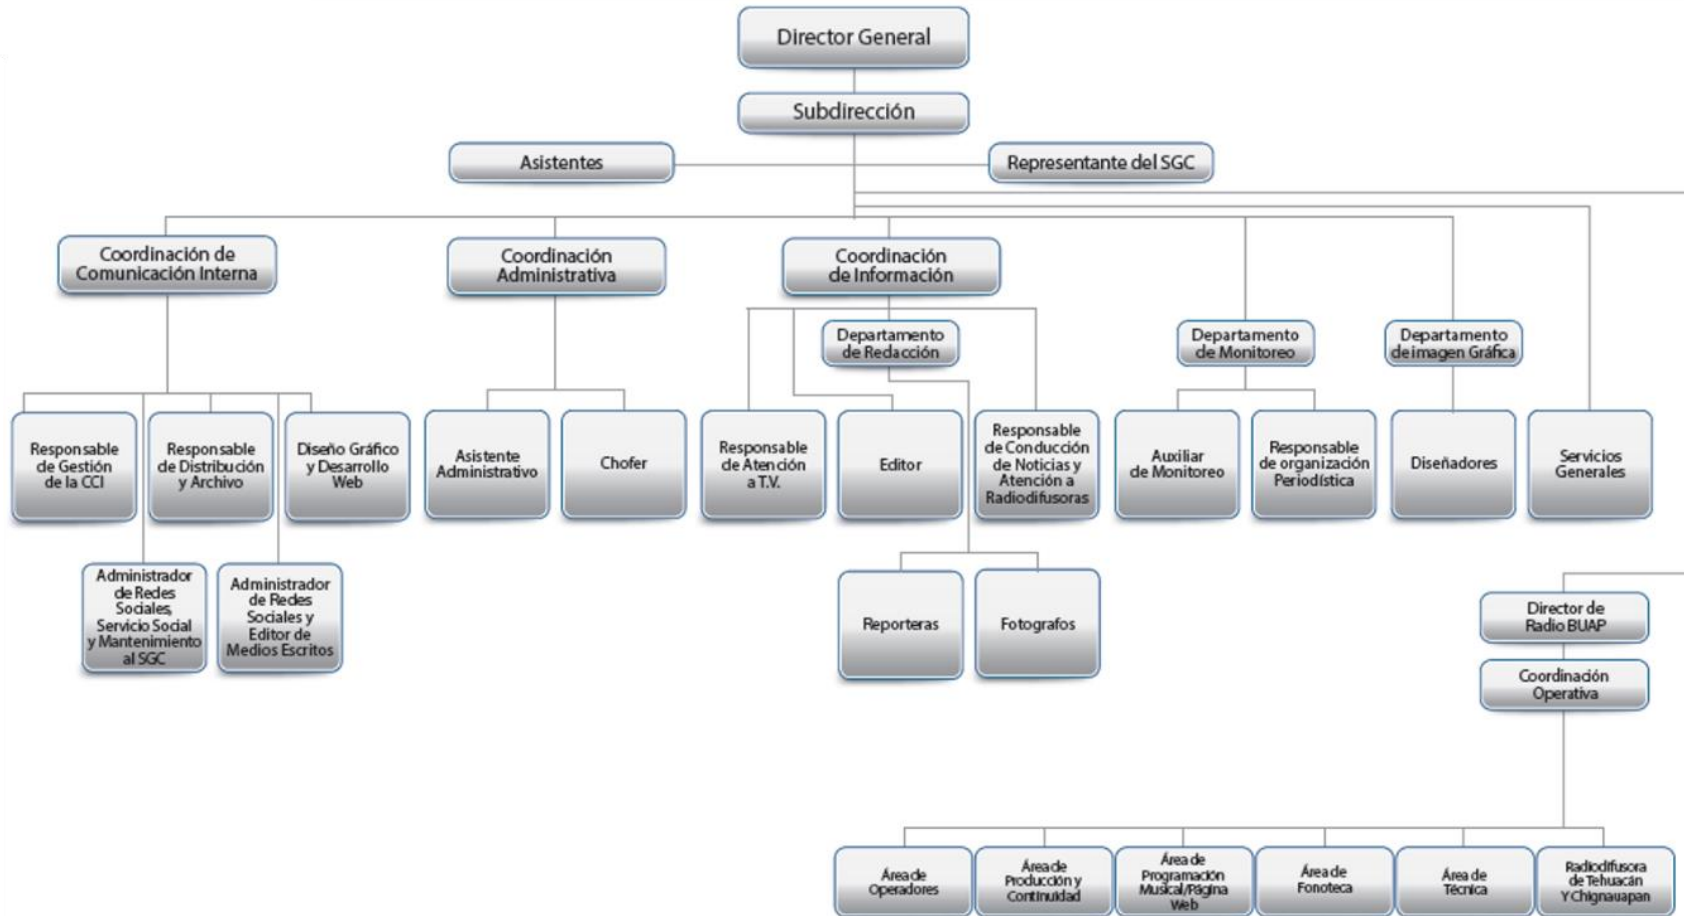 Director General
Subdirección
Asistentes
Representante del SGC
Coordinación de
Comunicación Interna
Coordinación
Administrativa
Coordinación
de Información
Departamento
de Redacción
Departamento
de Monitoreo
Departamento
de imagen Gráfica
Responsable
de Gestión
de la CCI
Responsable
de Distribución
y Archivo
Diseño Gráfico
y Desarrollo
Web
Asistente
Administrativo
Chofer
Responsable
de Atención
a T.V.
Editor
Responsable
de Conducción
de Noticias y
Atención a
Radiodifusoras
Auxiliar
de Monitoreo
Responsable
de organización
Periodística
Diseñadores
Servicios
Generales
Administrador
de Redes
Sociales,
Servicio Social
y Mantenimiento
al SGC
Administrador
de Redes
Sociales y
Editor de
Medios Escritos
Reporteras
Fotografos
Director de
Radio BUAP
Coordinación
Operativa
Área de
Operadores
Área de
Producción y
Continuidad
Área de
Programación
Musical/Página
Web
Área de
Fonoteca
Área de
Técnica
Radiodifusora
de Tehuacán
Y Chignauapan